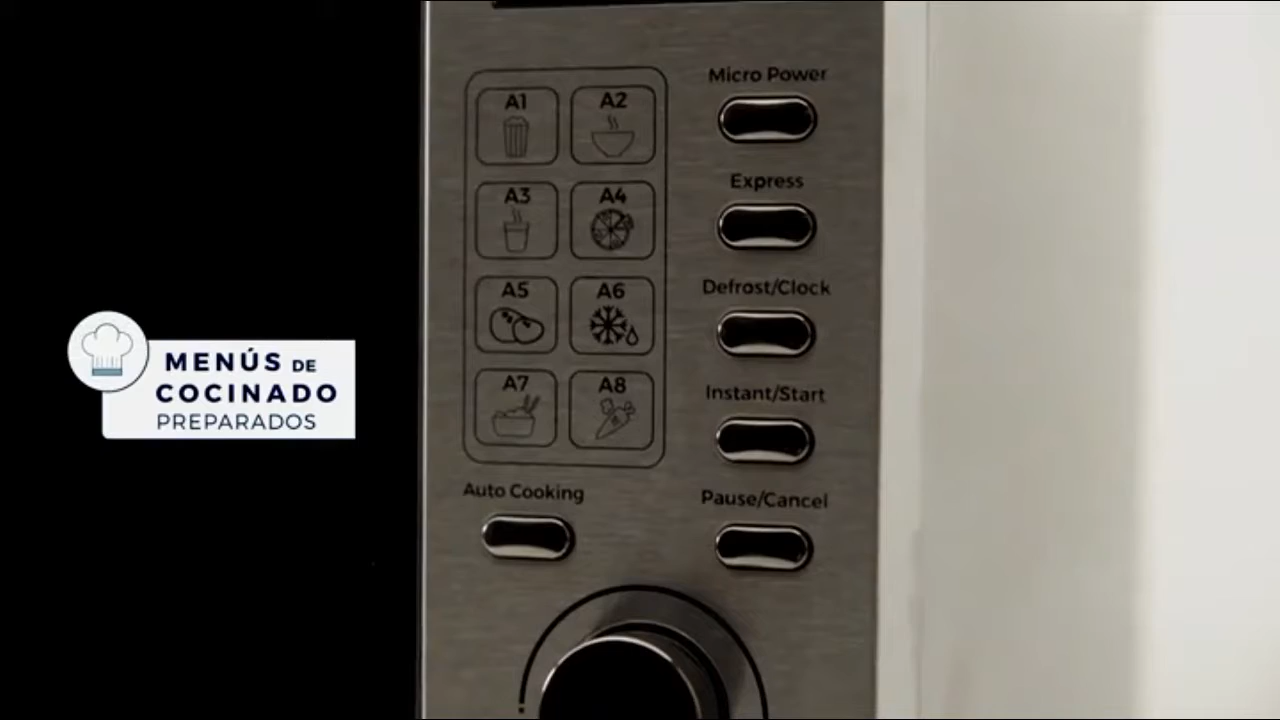 MENÚS DE
COCINADO
PREPARADOS
A1
A2
A3
A4
A5
A6
A7
A8
Auto Cooking
Micro Power
Express
Defrost/Clock
Instant/Start
Pause/Cancel